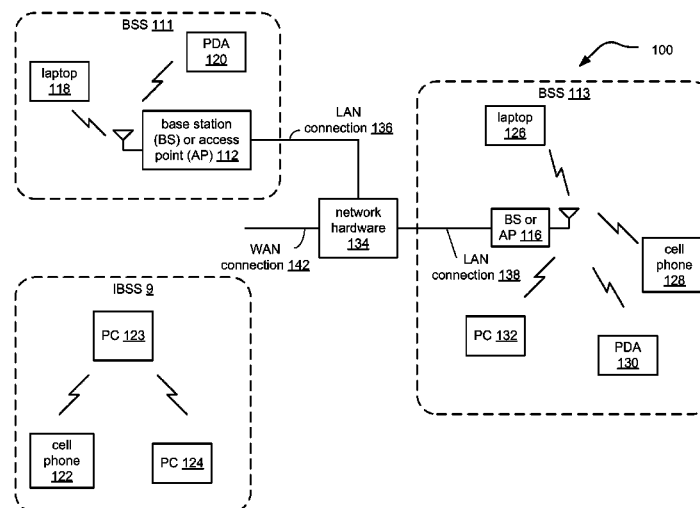 BSS 111
PDA
120
laptop
118
base station
(BS) or access
point (AP) 112
LAN
connection 136
100
BSS 113
laptop
126
network
hardware
134
WAN
connection
142
BS or
AP 116
LAN
connection 138
cell
phone
128
PC 132
PDA
130
IBSS 9
PC 123
cell
phone
122
PC 124